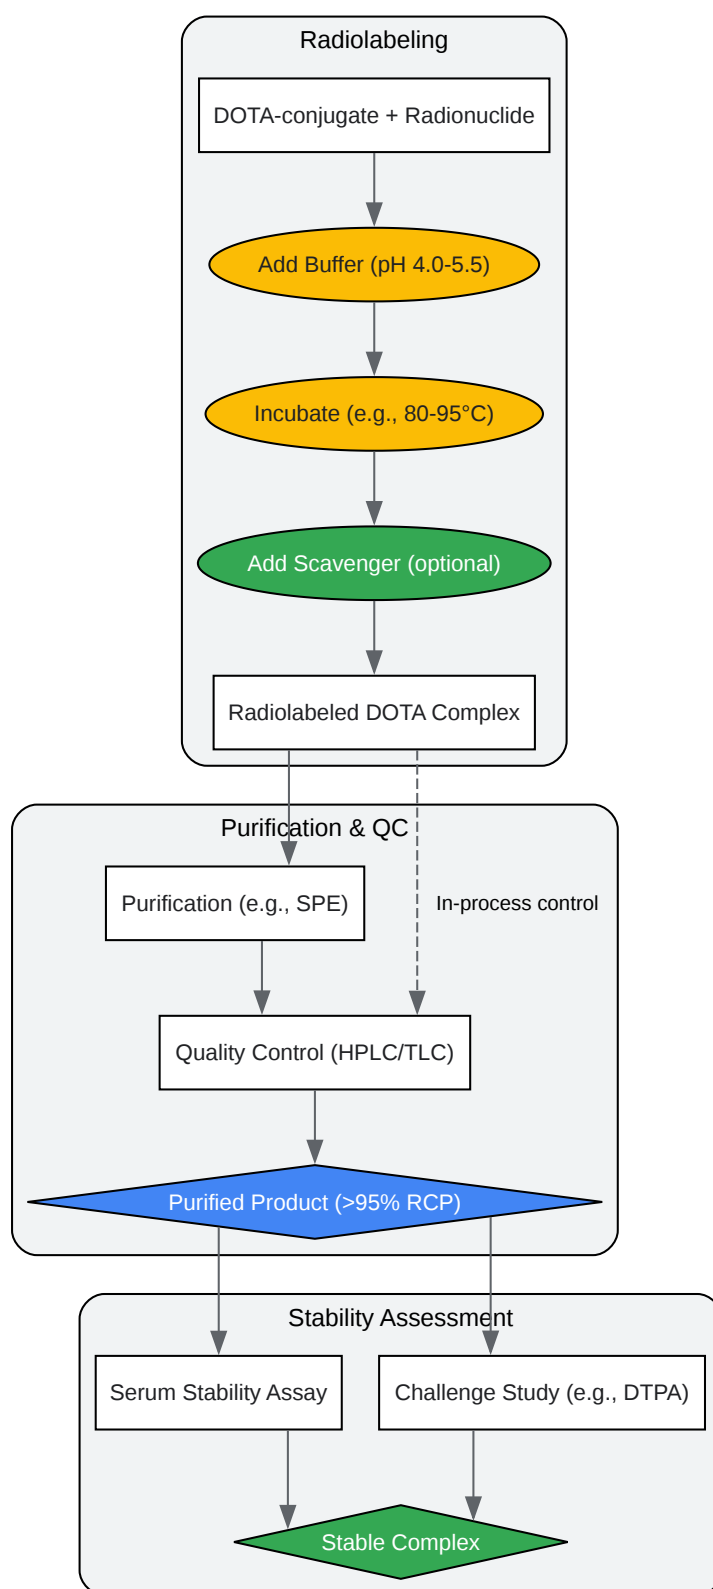 Radiolabeling
DOTA-conjugate + Radionuclide
Add Buffer (pH 4.0-5.5)
Incubate (e.g., 80-95°C)
Add Scavenger (optional)
Radiolabeled DOTA Complex
Purification & QC
Purification (e.g., SPE)
In-process control
Quality Control (HPLC/TLC)
Purified Product (>95% RCP)
Stability Assessment
Serum Stability Assay
Challenge Study (e.g., DTPA)
Stable Complex